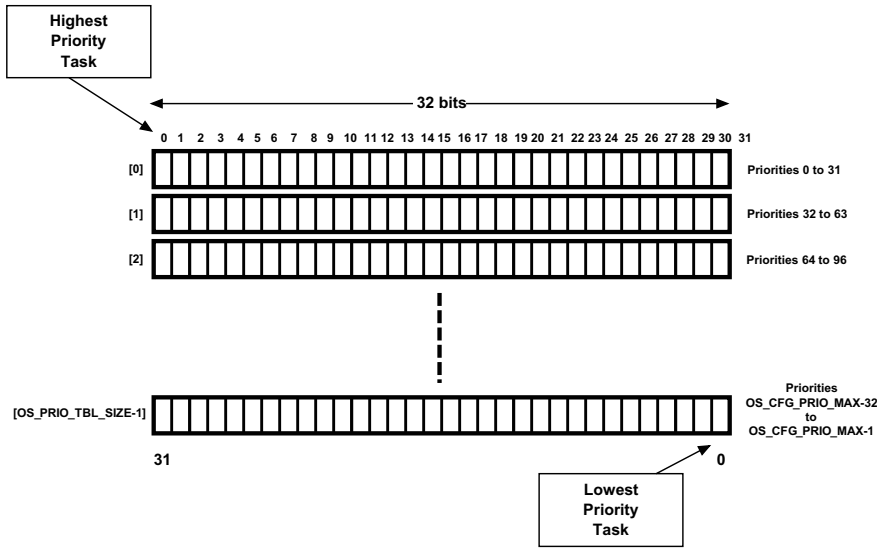 Highest
Priority
Task
32 bits
0 1 2 3 4 5 6 7 8 9 10 11 12 13 14 15 16 17 18 19 20 21 22 23 24 25 26 27 28 29 30 31
[0] Priorities 0 to 31
[1] Priorities 32 to 63
[2] Priorities 64 to 96
[OS_PRIO_TBL_SIZE-1]
Priorities
OS_CFG_PRIO_MAX-32
to
OS_CFG_PRIO_MAX-1
31 0
Lowest
Priority
Task